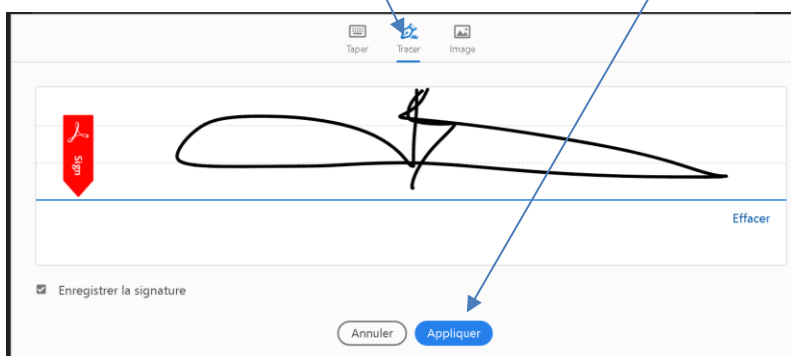 Taper Tracer Image
Sign
Effacer
Enregistrer la signature
Annuler Appliquer